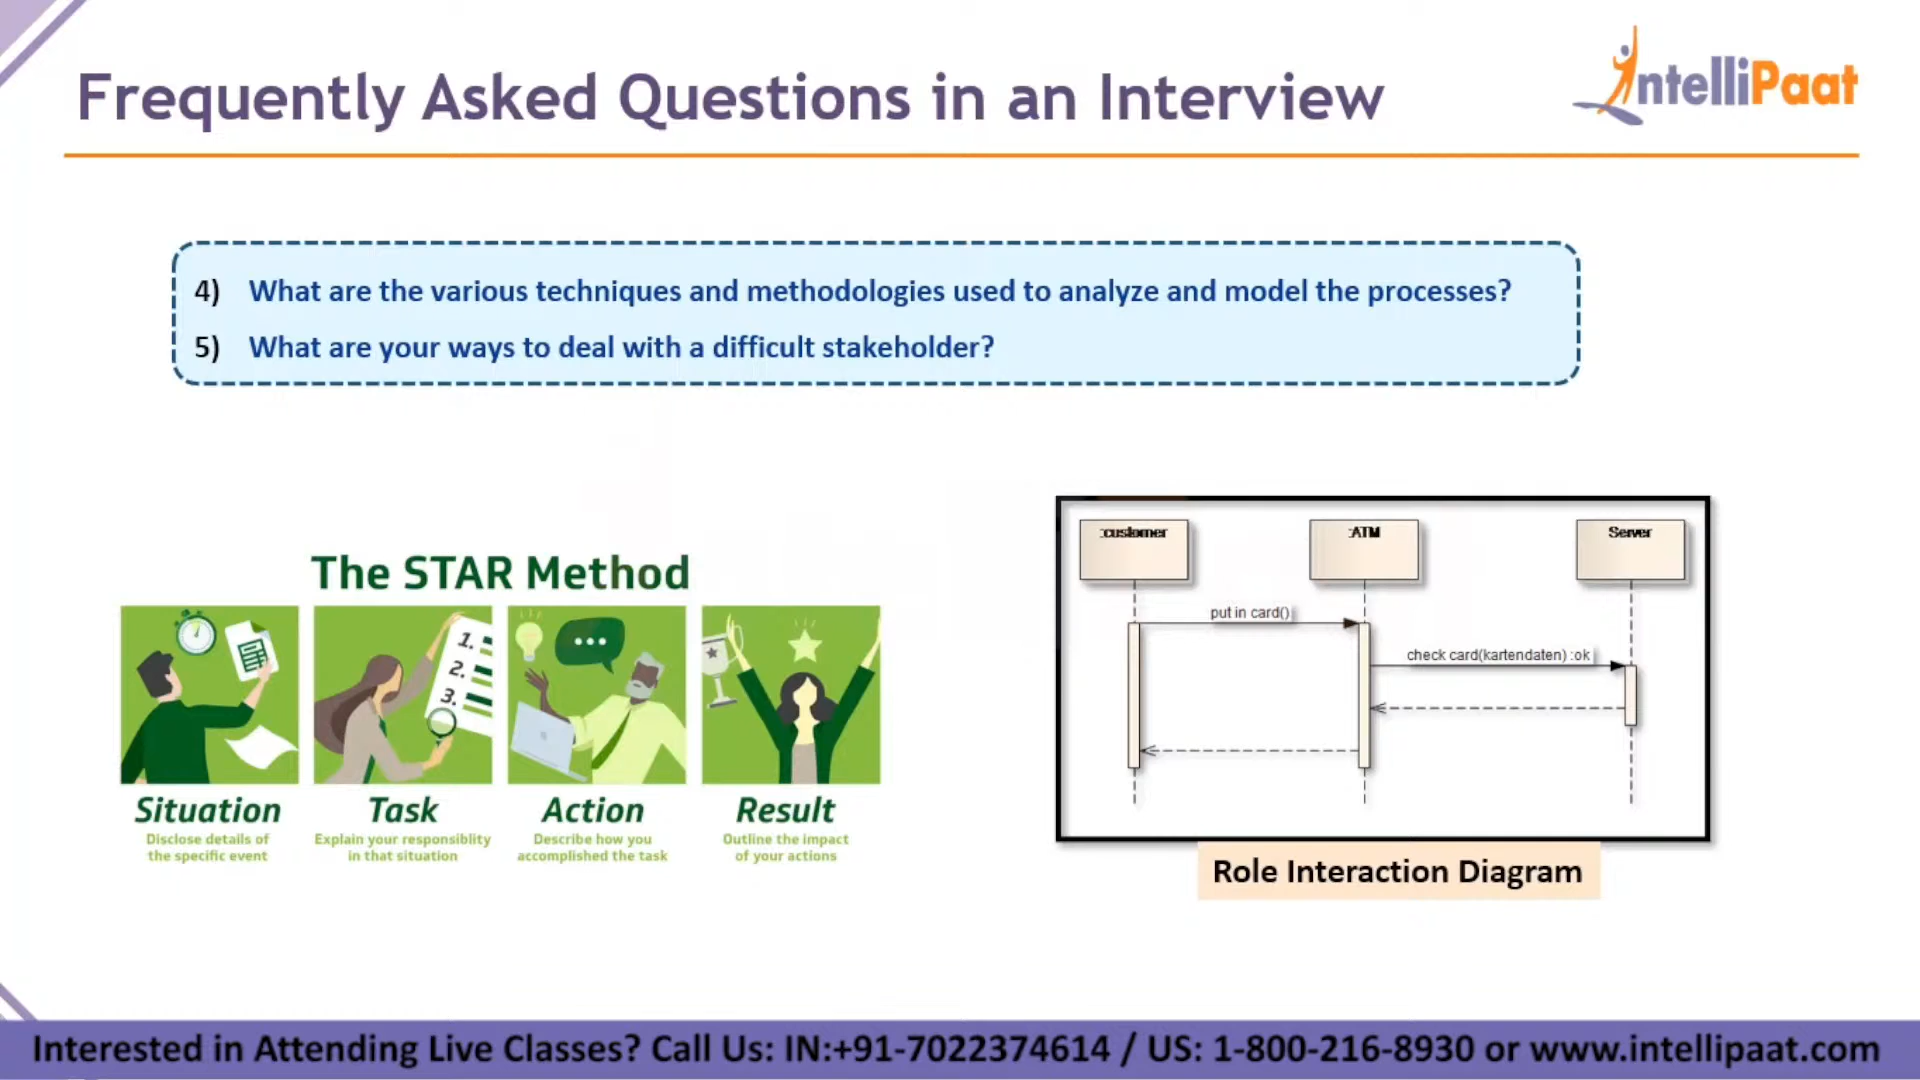 Frequently Asked Questions in an Interview
IntelliPaat
4) What are the various techniques and methodologies used to analyze and model the processes?
5) What are your ways to deal with a difficult stakeholder?
The STAR Method
1.
2.
3.
Situation
Disclose details of
the specific event
Task
Explain your responsiblity
in that situation
Action
Describe how you
accomplished the task
Result
Outline the impact
of your actions
:customer
:ATM
Server
put in card()
check card(kartendaten) :ok
Role Interaction Diagram
Interested in Attending Live Classes? Call Us: IN:+91-7022374614 / US: 1-800-216-8930 or www.intellipaat.com